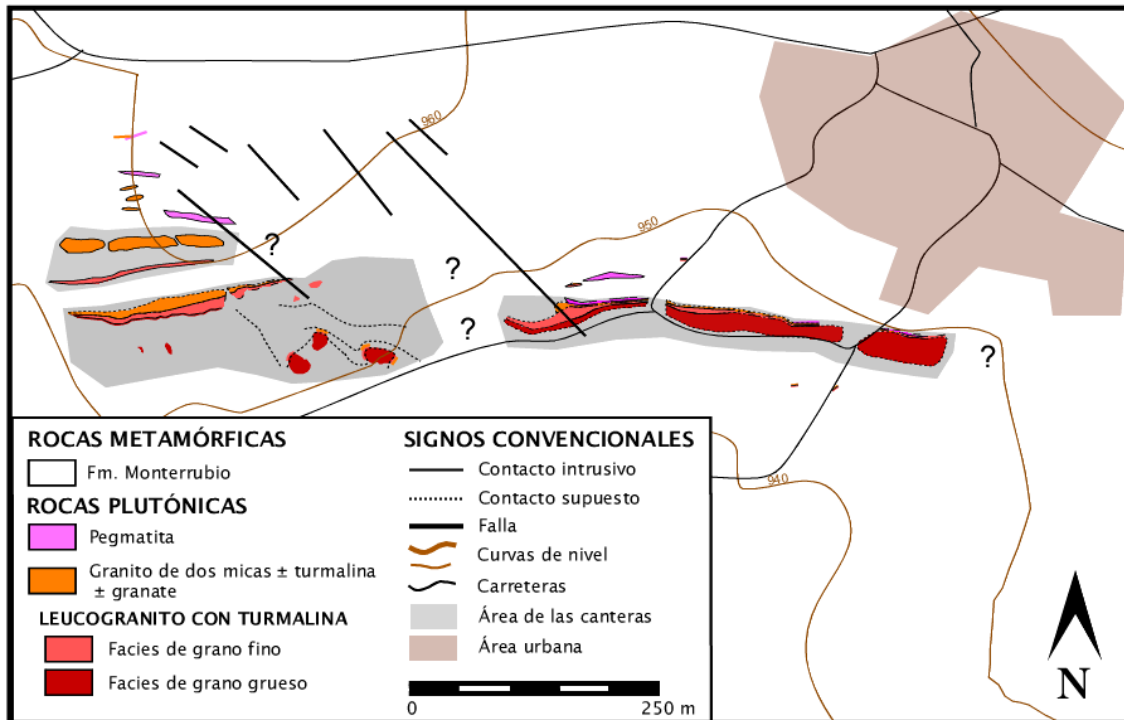 960
950
?
?
?
?
940
ROCAS METAMÓRFICAS
Fm. Monterrubio
ROCAS PLUTÓNICAS
Pegmatita
Granito de dos micas ± turmalina
± granate
LEUCOGRANITO CON TURMALINA
Facies de grano fino
Facies de grano grueso
SIGNOS CONVENCIONALES
Contacto intrusivo
Contacto supuesto
Falla
Curvas de nivel
Carreteras
Área de las canteras
Área urbana
0 250 m
N